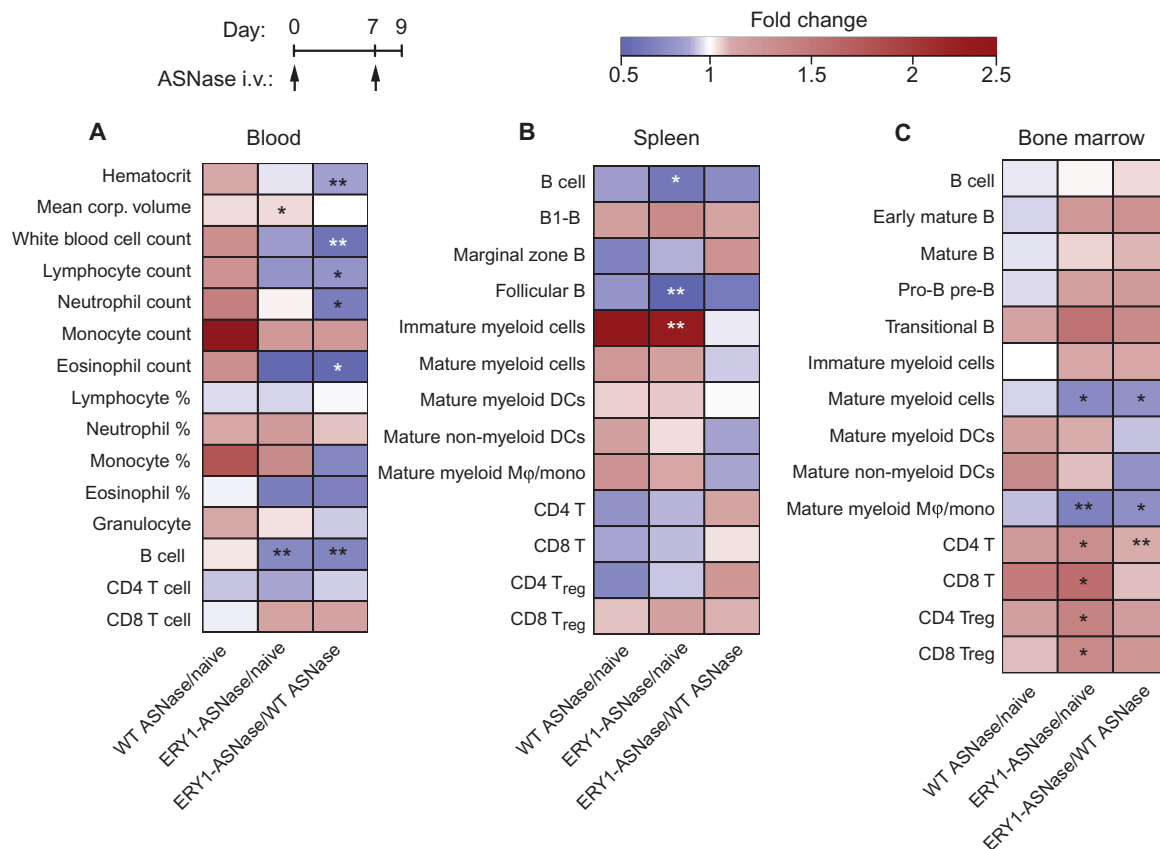 Day: 0 7 9
ASNase i.v.:
Fold change
0.5 1 1.5 2 2.5
A Blood
Hematocrit **
Mean corp. volume *
White blood cell count **
Lymphocyte count *
Neutrophil count *
Monocyte count
Eosinophil count *
Lymphocyte %
Neutrophil %
Monocyte %
Eosinophil %
Granulocyte
B cell ** **
CD4 T cell
CD8 T cell
WT ASNase/naive
ERY1-ASNase/naive
ERY1-ASNase/WT ASNase
B Spleen
B cell *
B1-B
Marginal zone B
Follicular B **
Immature myeloid cells **
Mature myeloid cells
Mature myeloid DCs
Mature non-myeloid DCs
Mature myeloid Mφ/mono
CD4 T
CD8 T
CD4 Treg
CD8 Treg
WT ASNase/naive
ERY1-ASNase/naive
ERY1-ASNase/WT ASNase
C Bone marrow
B cell
Early mature B
Mature B
Pro-B pre-B
Transitional B
Immature myeloid cells
Mature myeloid cells * *
Mature myeloid DCs
Mature non-myeloid DCs
Mature myeloid Mφ/mono ** *
CD4 T * **
CD8 T *
CD4 Treg *
CD8 Treg *
WT ASNase/naive
ERY1-ASNase/naive
ERY1-ASNase/WT ASNase